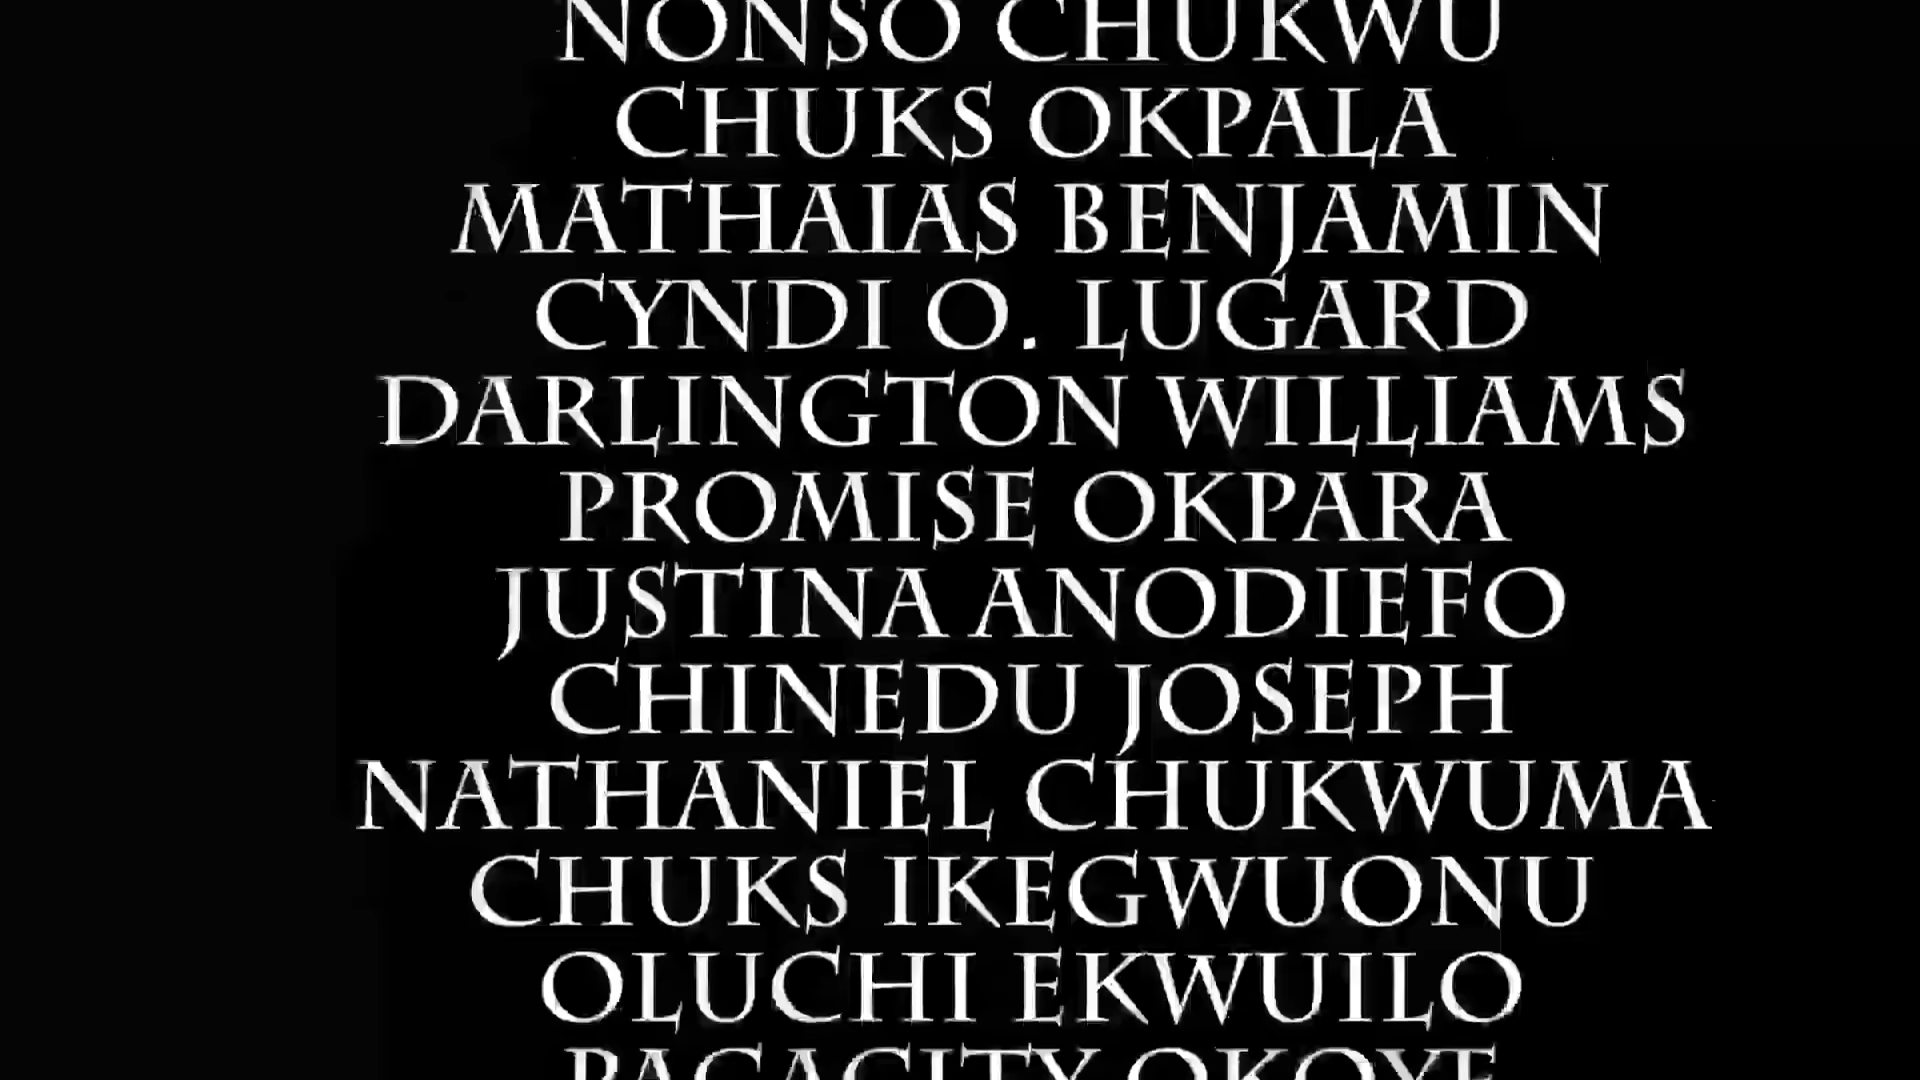 NONSO CHUKWU
CHUKS OKPALA
MATHAIAS BENJAMIN
CYNDI O. LUGARD
DARLINGTON WILLIAMS
PROMISE OKPARA
JUSTINA ANODIEFO
CHINEDU JOSEPH
NATHANIEL CHUKWUMA
CHUKS IKEGWUONU
OLUCHI EKWUILO
OKOYE